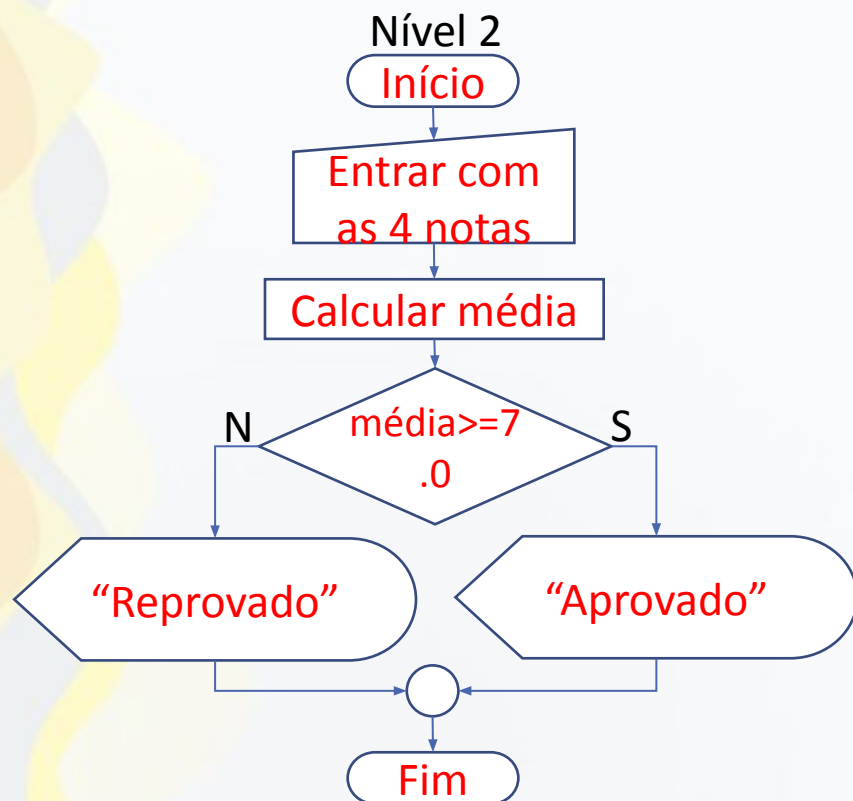 Nível 2
Início
Entrar com
as 4 notas
Calcular média
N
média>=7
.0
S
“Reprovado”
“Aprovado”
Fim